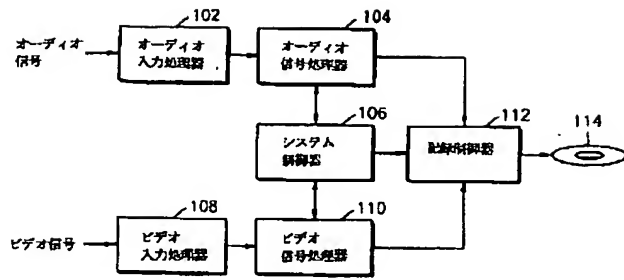 102
104
オーディオ
信号
オーディオ
入力処理器
オーディオ
信号処理器
106
112
114
システム
制御器
記録制御器
108
110
ビデオ信号
ビデオ
入力処理器
ビデオ
信号処理器